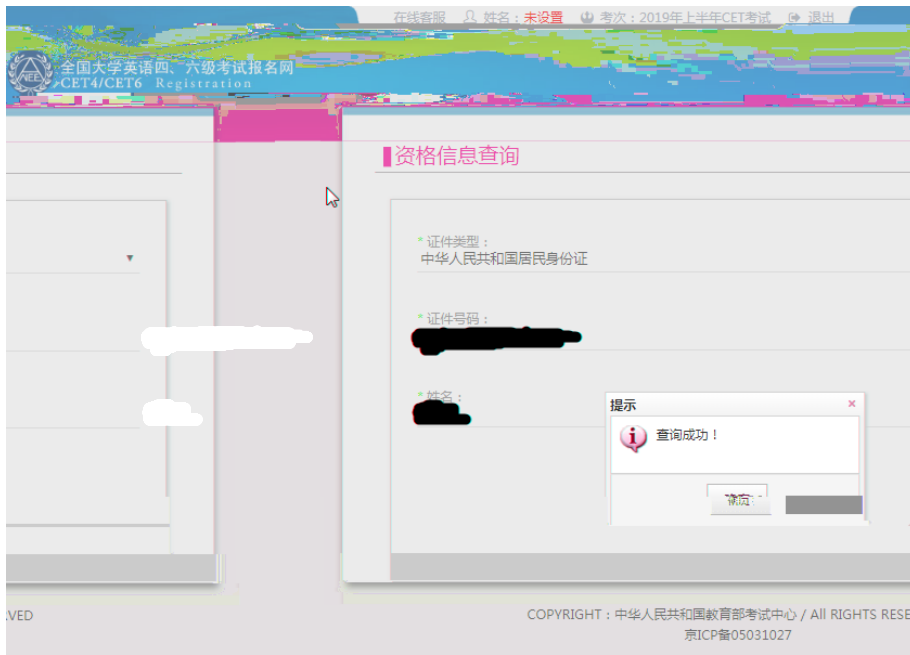 在线客服 姓名：未设置 考次：2019年上半年CET考试 退出
全国大学英语四、六级考试报名网
CET4/CET6 Registration
资格信息查询
* 证件类型：
中华人民共和国居民身份证
* 证件号码：
* 姓名：
提示
查询成功！
VED
COPYRIGHT：中华人民共和国教育部考试中心 / All RIGHTS RESE
京ICP备05031027